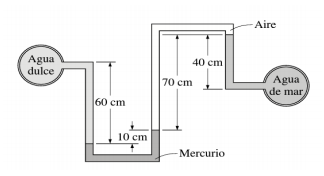 Aire
Agua
dulce
60 cm
70 cm
40 cm
Agua
de mar
10 cm
Mercurio